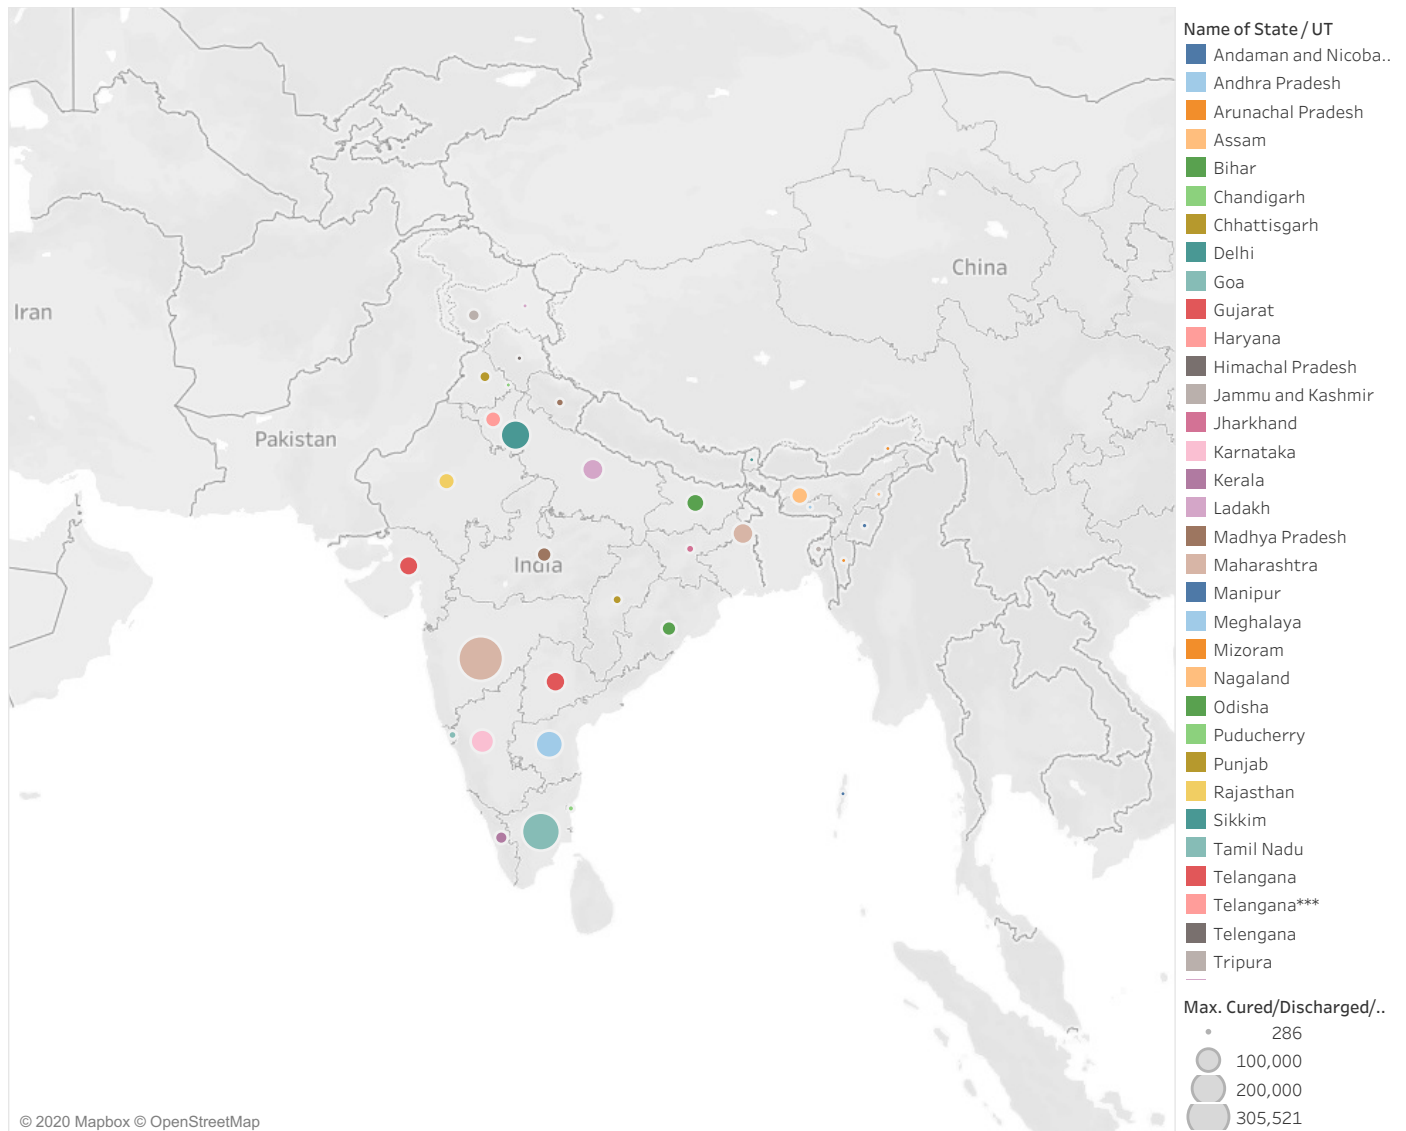 China
Iran
Pakistan
India
© 2020 Mapbox © OpenStreetMap
Name of State / UT
Andaman and Nicoba..
Andhra Pradesh
Arunachal Pradesh
Assam
Bihar
Chandigarh
Chhattisgarh
Delhi
Goa
Gujarat
Haryana
Himachal Pradesh
Jammu and Kashmir
Jharkhand
Karnataka
Kerala
Ladakh
Madhya Pradesh
Maharashtra
Manipur
Meghalaya
Mizoram
Nagaland
Odisha
Puducherry
Punjab
Rajasthan
Sikkim
Tamil Nadu
Telangana
Telangana***
Telengana
Tripura
Max. Cured/Discharged/..
286
100,000
200,000
305,521